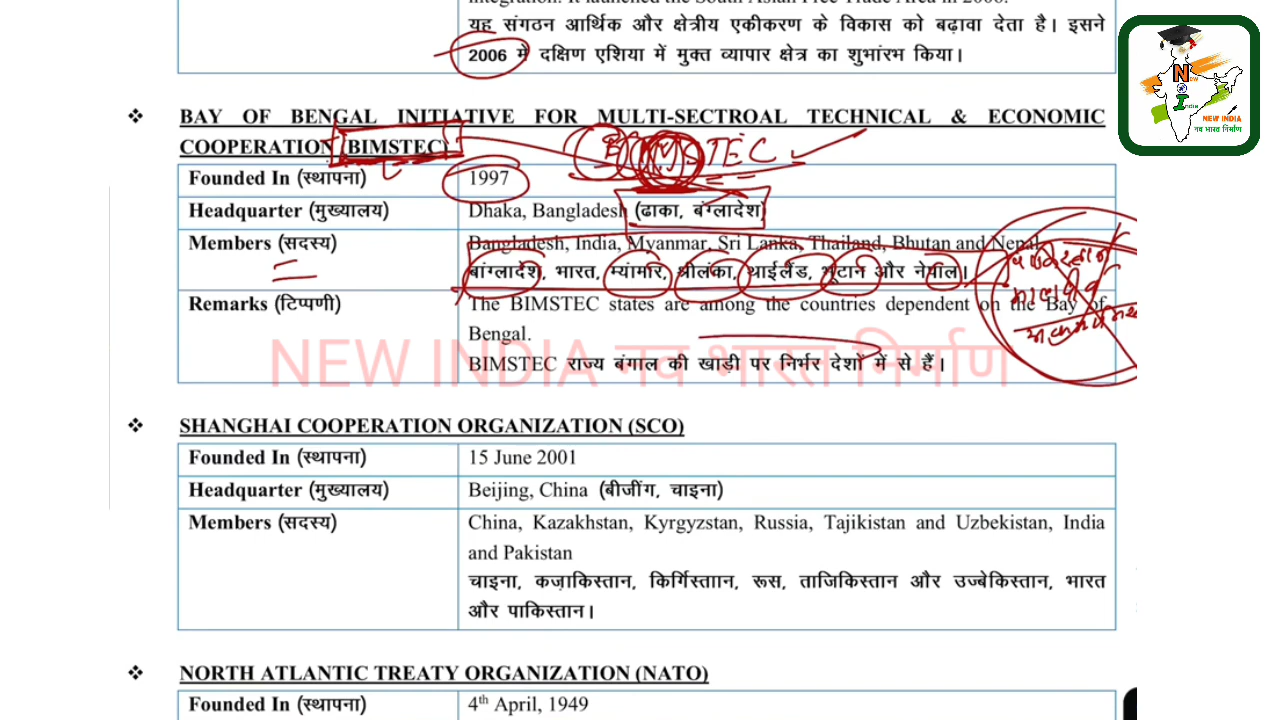 integration. It launched the South Asian Free Trade Area in 2006.
यह संगठन आर्थिक और क्षेत्रीय एकीकरण के विकास को बढ़ावा देता है। इसने
2006 में दक्षिण एशिया में मुक्त व्यापार क्षेत्र का शुभांरभ किया।
❖ BAY OF BENGAL INITIATIVE FOR MULTI-SECTROAL TECHNICAL & ECONOMIC
COOPERATION (BIMSTEC)
BIMSTEC
Founded In (स्थापना) 1997
Headquarter (मुख्यालय) Dhaka, Bangladesh (ढाका, बंग्लादेश)
Members (सदस्य) Bangladesh, India, Myanmar, Sri Lanka, Thailand, Bhutan and Nepal
बांग्लादेश, भारत, म्यांमार, श्रीलंका, थाईलैंड, भूटान और नेपाल।
Remarks (टिप्पणी) The BIMSTEC states are among the countries dependent on the Bay of
Bengal.
BIMSTEC राज्य बंगाल की खाड़ी पर निर्भर देशों में से हैं।
NEW INDIA नव भारत निर्माण
❖ SHANGHAI COOPERATION ORGANIZATION (SCO)
Founded In (स्थापना) 15 June 2001
Headquarter (मुख्यालय) Beijing, China (बीजींग, चाइना)
Members (सदस्य) China, Kazakhstan, Kyrgyzstan, Russia, Tajikistan and Uzbekistan, India
and Pakistan
चाइना, कज़ाकिस्तान, किर्गिस्ताान, रूस, ताजिकिस्तान और उज्बेकिस्तान, भारत
और पाकिस्तान।
❖ NORTH ATLANTIC TREATY ORGANIZATION (NATO)
Founded In (स्थापना) 4th April, 1949
New
India
NEW INDIA
नव भारत निर्माण